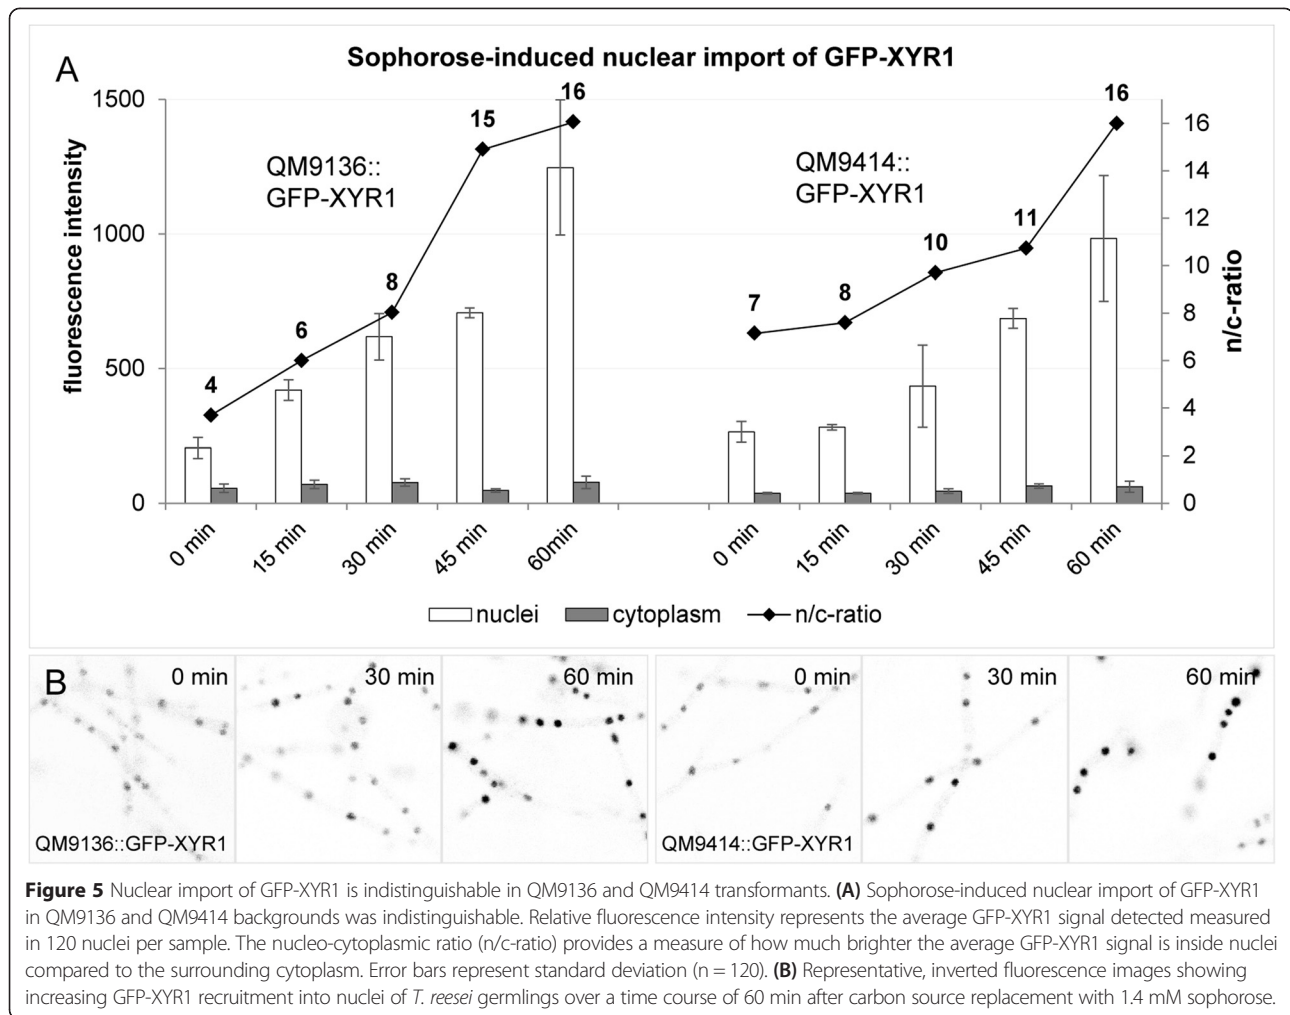 A
Sophorose-induced nuclear import of GFP-XYR1
fluorescence intensity
1500
1000
500
0
QM9136::
GFP-XYR1
4
6
8
15
16
QM9414::
GFP-XYR1
7
8
10
11
16
16
14
12
10
8
6
4
2
0
n/c-ratio
0 min
15 min
30 min
45 min
60min
0 min
15 min
30 min
45 min
60 min
nuclei
cytoplasm
n/c-ratio
B
0 min
30 min
60 min
0 min
30 min
60 min
QM9136::GFP-XYR1
QM9414::GFP-XYR1
Figure 5 Nuclear import of GFP-XYR1 is indistinguishable in QM9136 and QM9414 transformants. (A) Sophorose-induced nuclear import of GFP-XYR1
in QM9136 and QM9414 backgrounds was indistinguishable. Relative fluorescence intensity represents the average GFP-XYR1 signal detected measured
in 120 nuclei per sample. The nucleo-cytoplasmic ratio (n/c-ratio) provides a measure of how much brighter the average GFP-XYR1 signal is inside nuclei
compared to the surrounding cytoplasm. Error bars represent standard deviation (n = 120). (B) Representative, inverted fluorescence images showing
increasing GFP-XYR1 recruitment into nuclei of T. reesei germlings over a time course of 60 min after carbon source replacement with 1.4 mM sophorose.